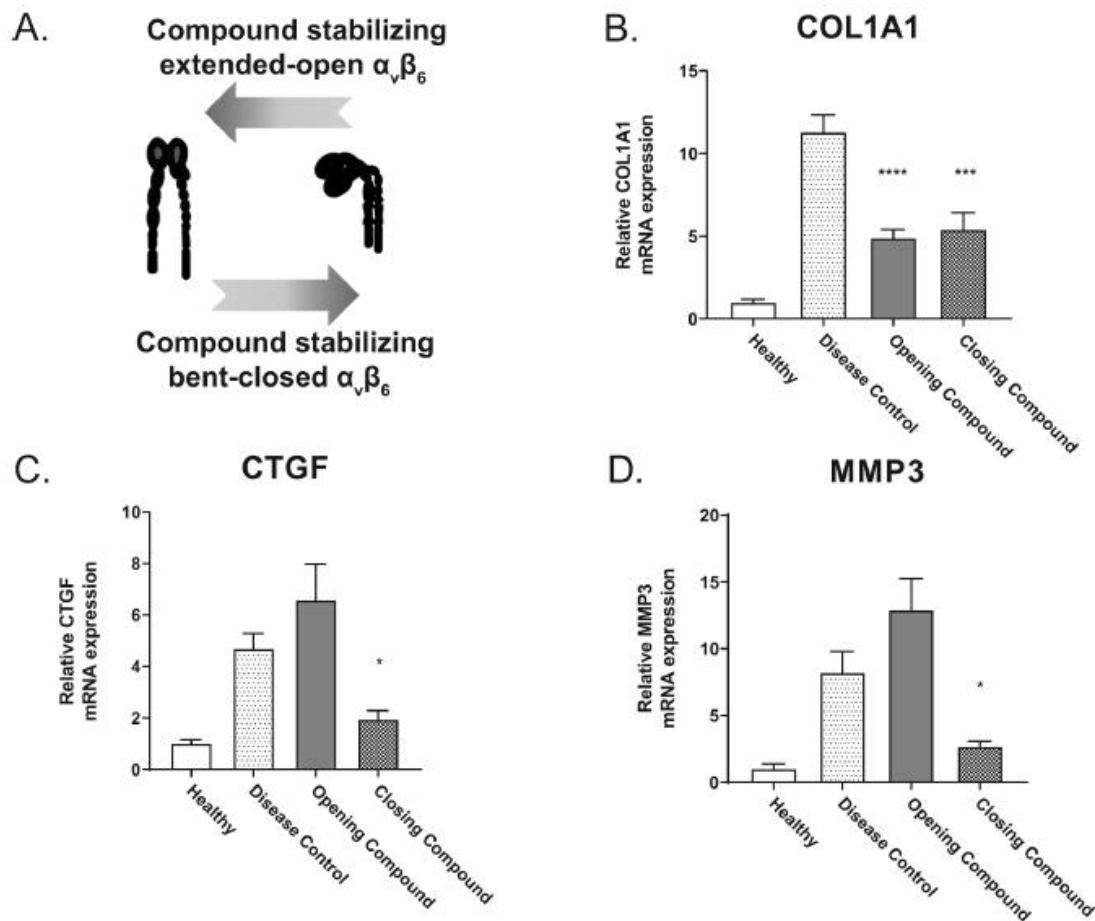 A.
Compound stabilizing
extended-open αvβ6
Compound stabilizing
bent-closed αvβ6
B.
COL1A1
Relative COL1A1
mRNA expression
15
10
5
0
****
***
Healthy
Disease Control
Opening Compound
Closing Compound
C.
CTGF
Relative CTGF
mRNA expression
10
8
6
4
2
0
*
Healthy
Disease Control
Opening Compound
Closing Compound
D.
MMP3
Relative MMP3
mRNA expression
20
15
10
5
0
*
Healthy
Disease Control
Opening Compound
Closing Compound